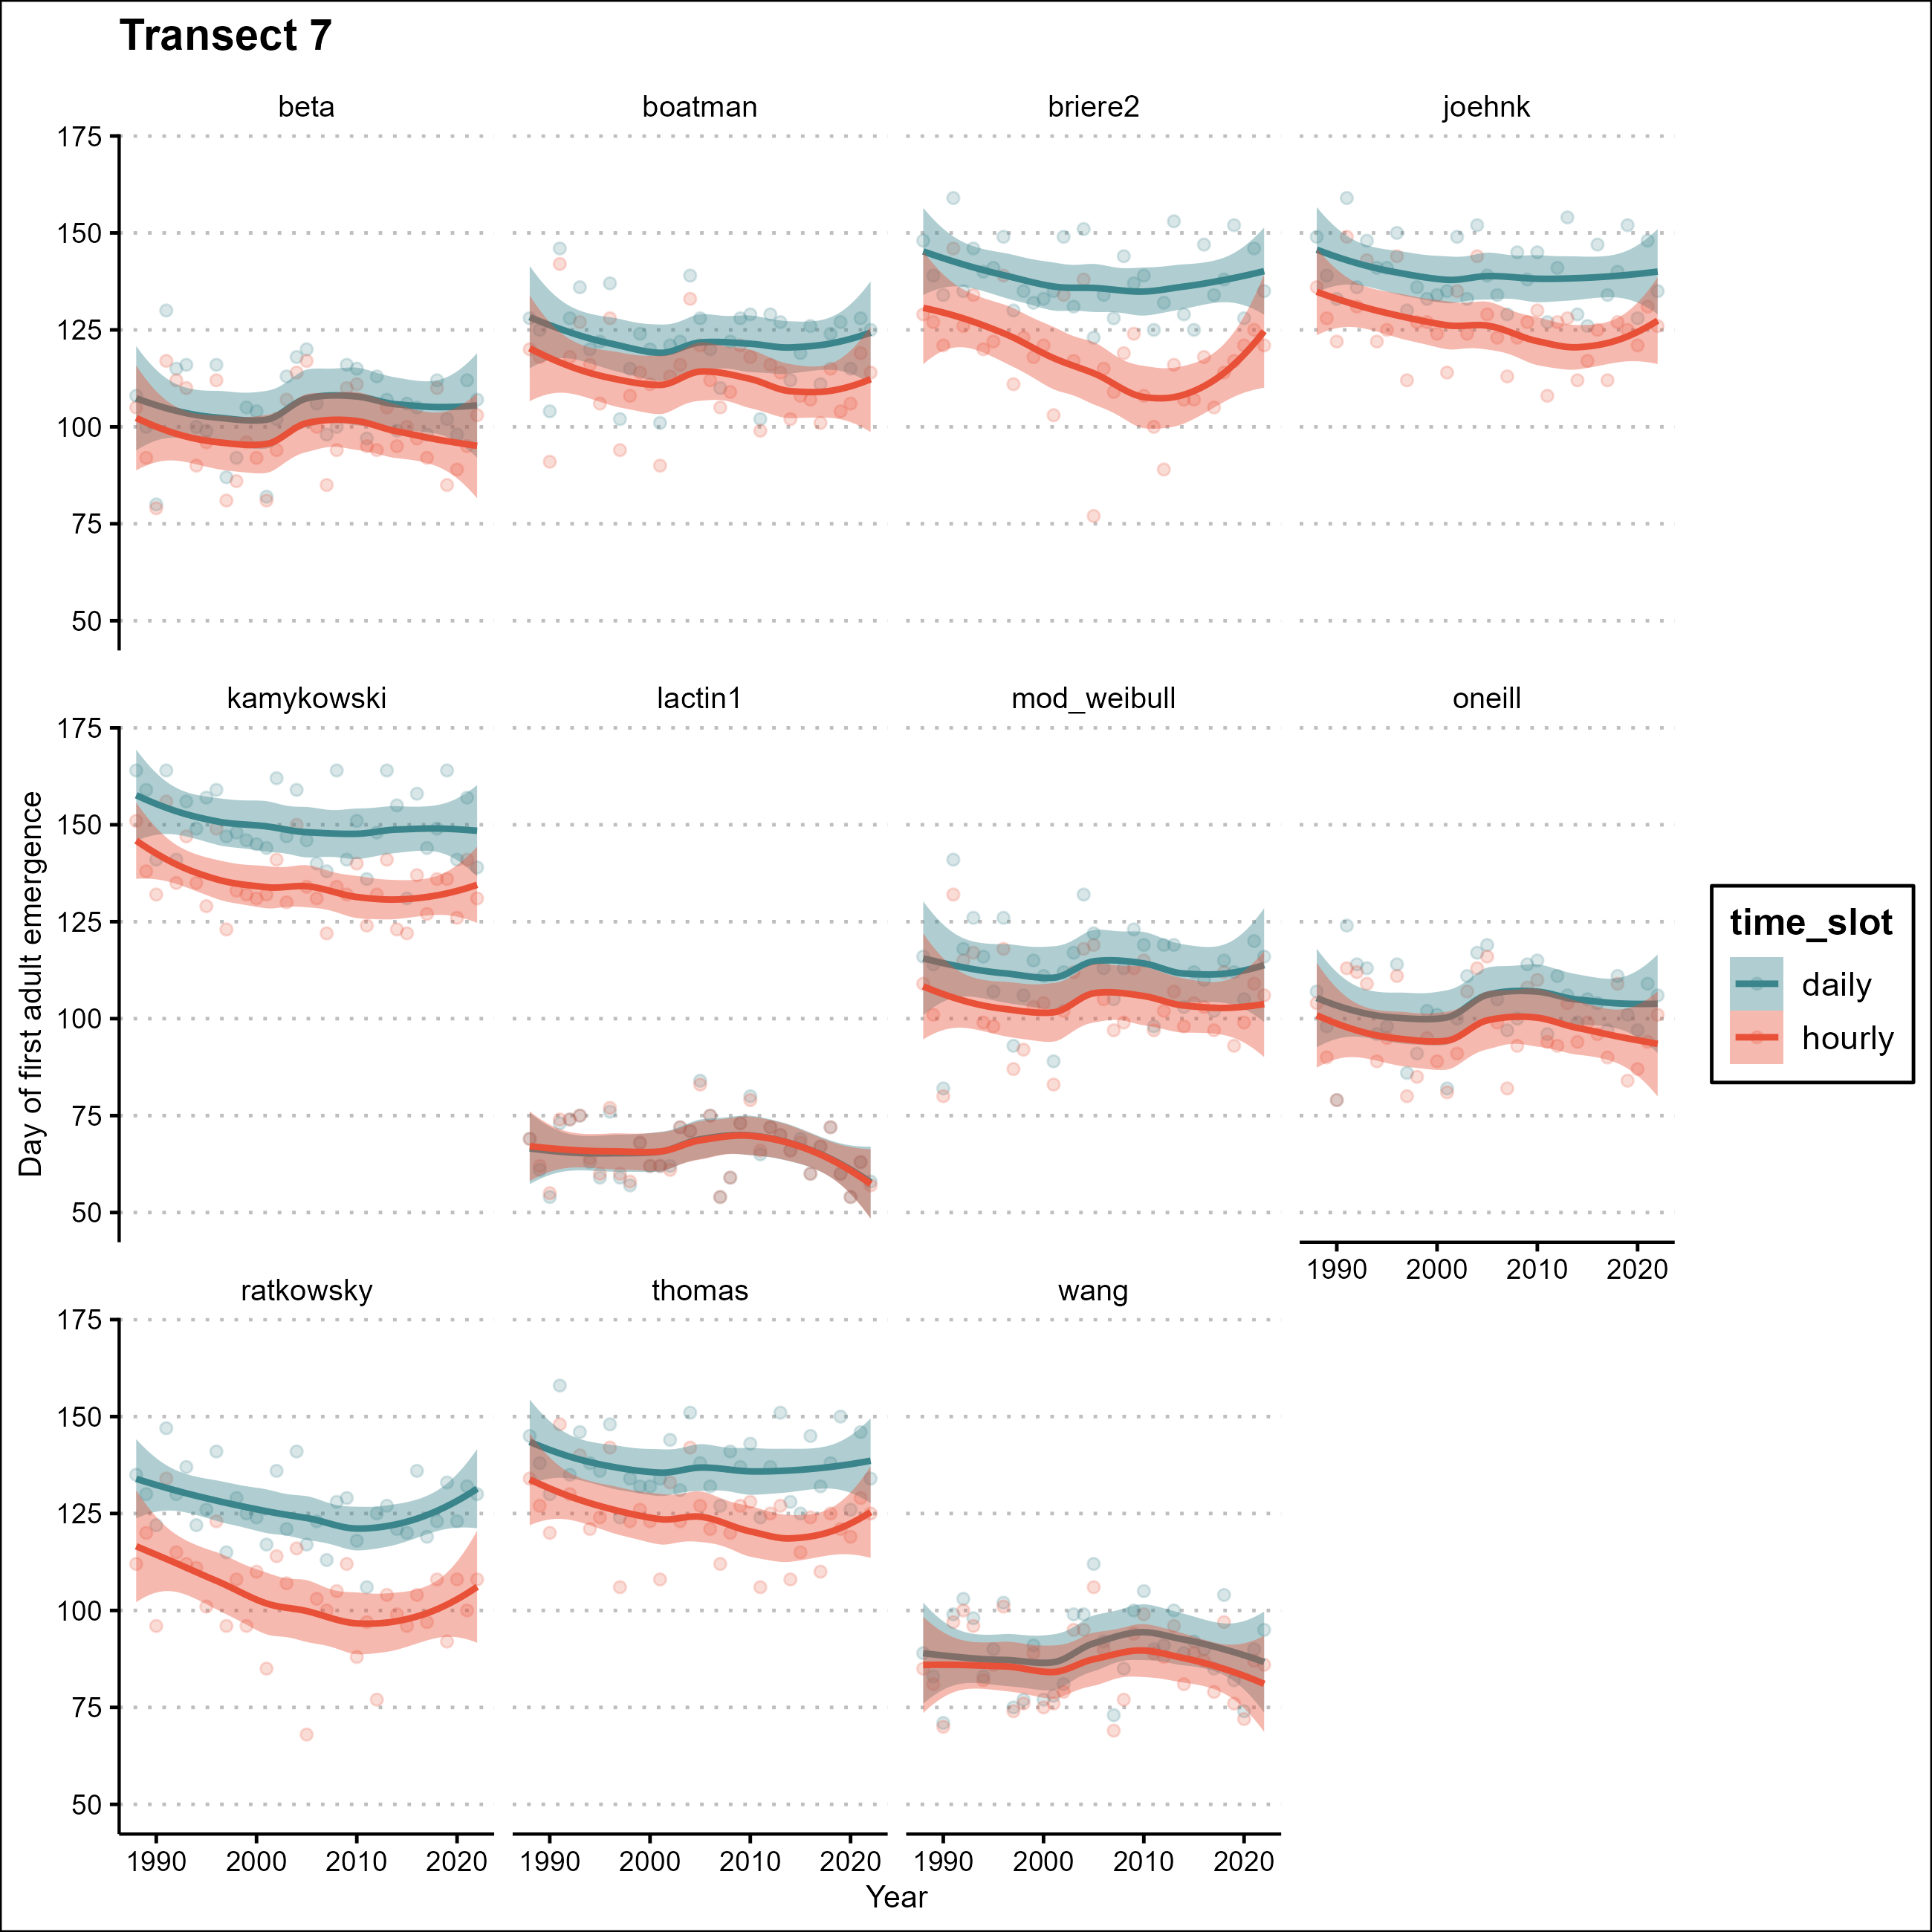 Transect 7
beta boatman briere2 joehnk
175
150
125
100
75
50
kamykowski lactin1 mod_weibull oneill
175
150
125
100
75
50
1990 2000 2010 2020
ratkowsky thomas wang
175
150
125
100
75
50
1990 2000 2010 2020 1990 2000 2010 2020 1990 2000 2010 2020
Year
Day of first adult emergence
time_slot
daily
hourly